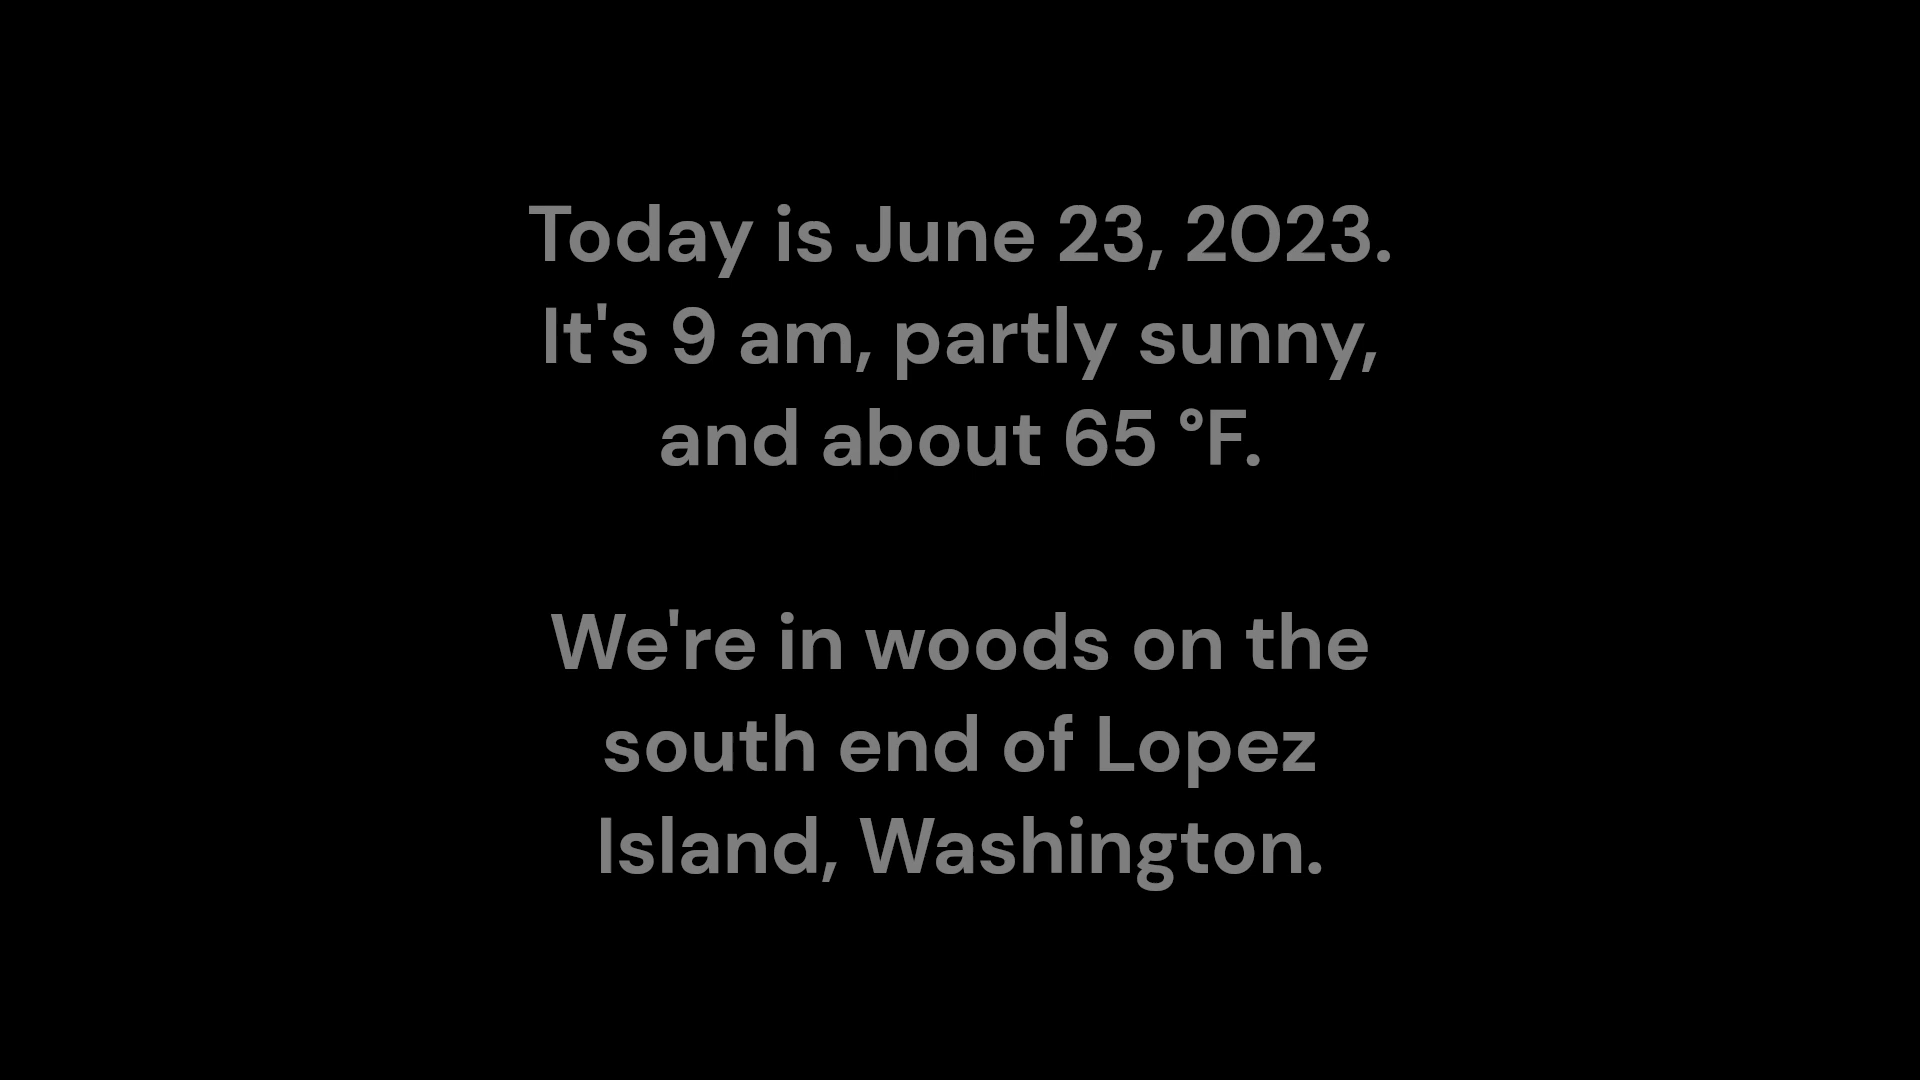 Today is June 23, 2023.
It's 9 am, partly sunny,
and about 65 °F.
We're in woods on the
south end of Lopez
Island, Washington.